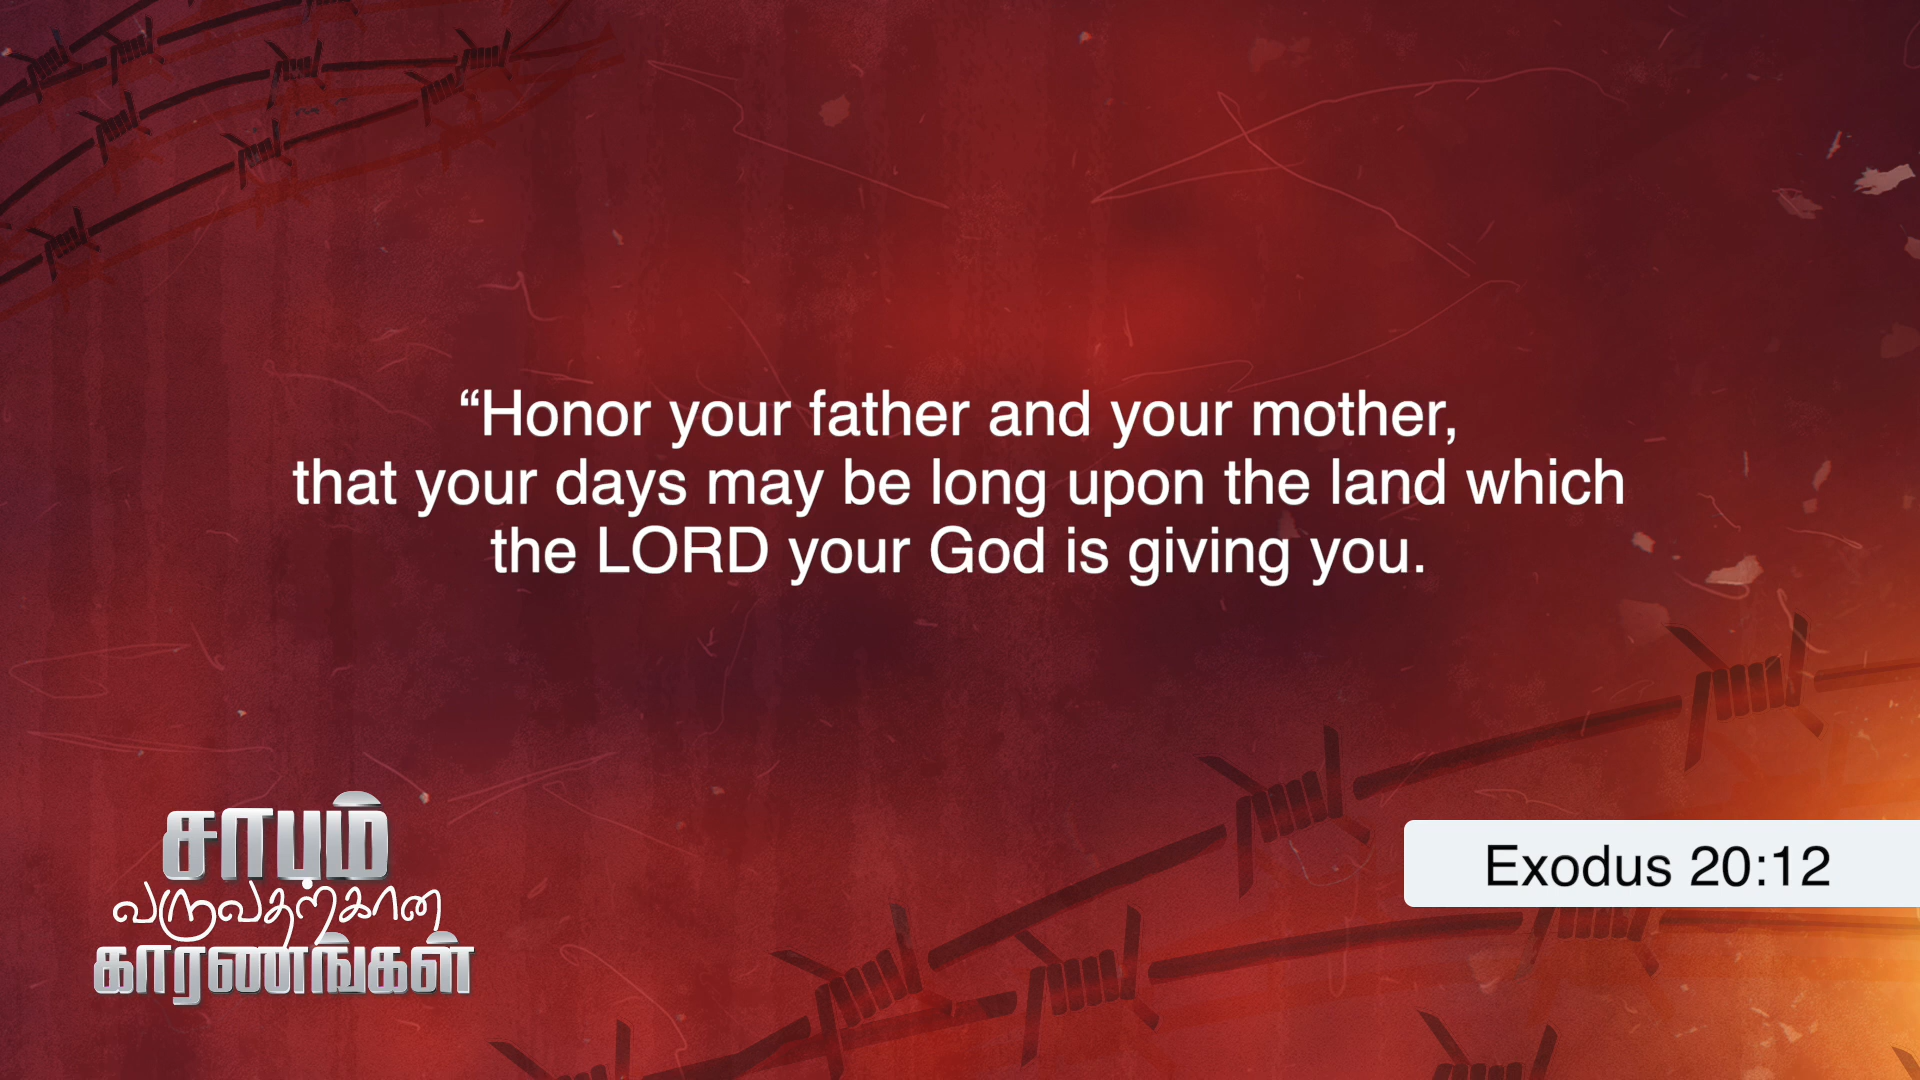 “Honor your father and your mother,
that your days may be long upon the land which
the LORD your God is giving you.
Exodus 20:12
சாபம்
வருவதற்கான
காரணங்கள்